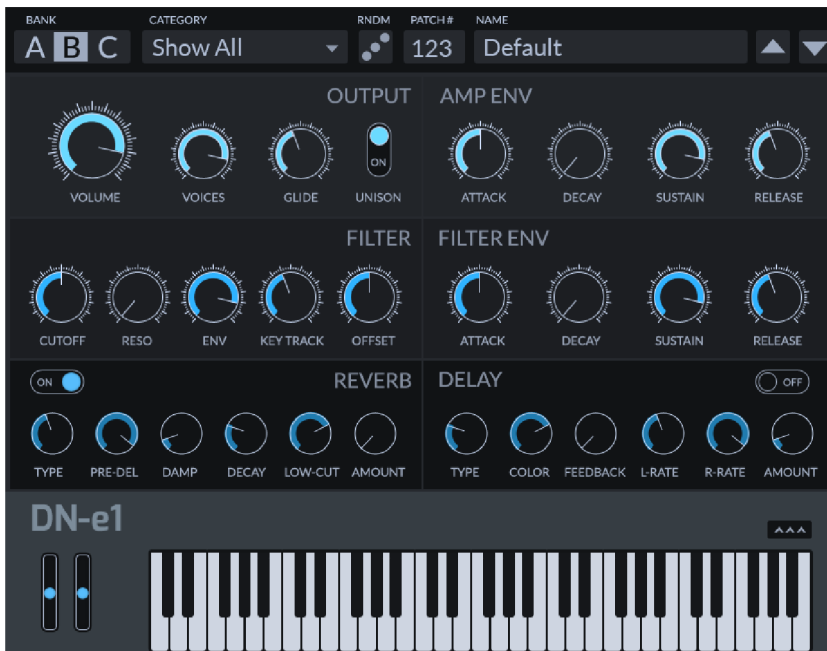 BANK CATEGORY RNDM PATCH# NAME
A B C Show All 123 Default
OUTPUT
ON
VOLUME VOICES GLIDE UNISON
AMP ENV
ATTACK DECAY SUSTAIN RELEASE
FILTER
CUTOFF RESO ENV KEY TRACK OFFSET
FILTER ENV
ATTACK DECAY SUSTAIN RELEASE
ON REVERB
TYPE PRE-DEL DAMP DECAY LOW-CUT AMOUNT
DELAY OFF
TYPE COLOR FEEDBACK L-RATE R-RATE AMOUNT
DN-e1